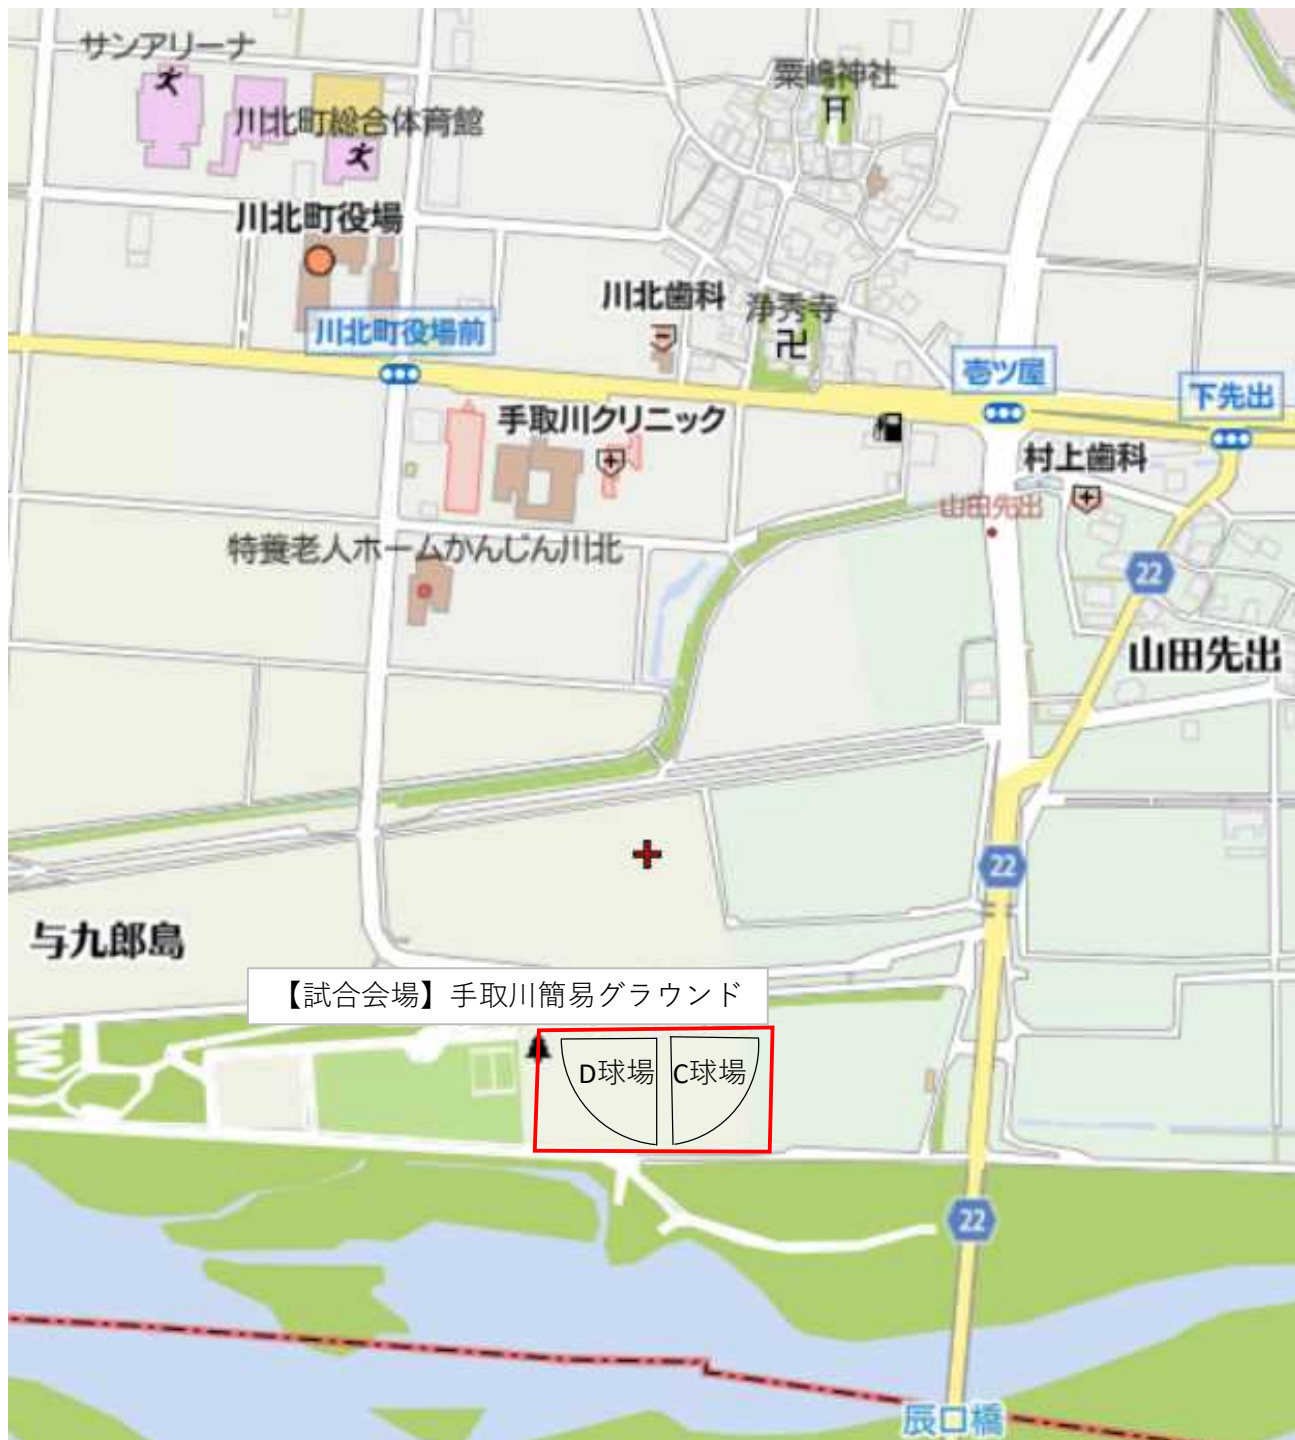 サンアリーナ
粟嶋神社
川北町総合体育館
川北町役場
川北歯科
浄秀寺
川北町役場前
壱ツ屋
下先出
手取川クリニック
村上歯科
山田先出
特養老人ホームかんじん川北
22
山田先出
22
与九郎島
【試合会場】手取川簡易グラウンド
D球場
C球場
22
辰口橋